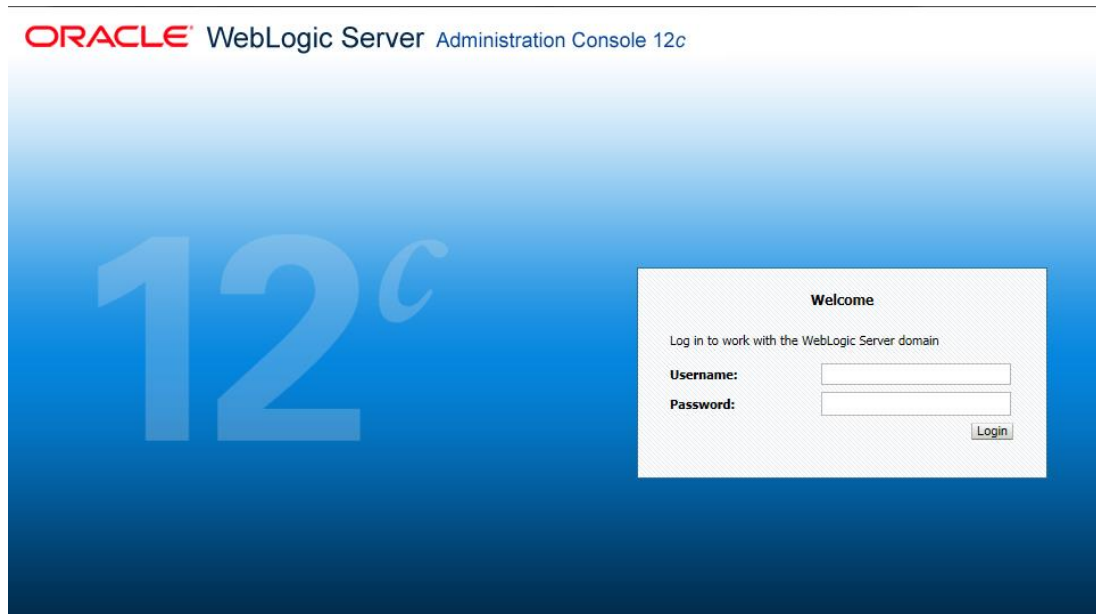 ORACLE WebLogic Server Administration Console 12c
12c
Welcome
Log in to work with the WebLogic Server domain
Username:
Password:
Login